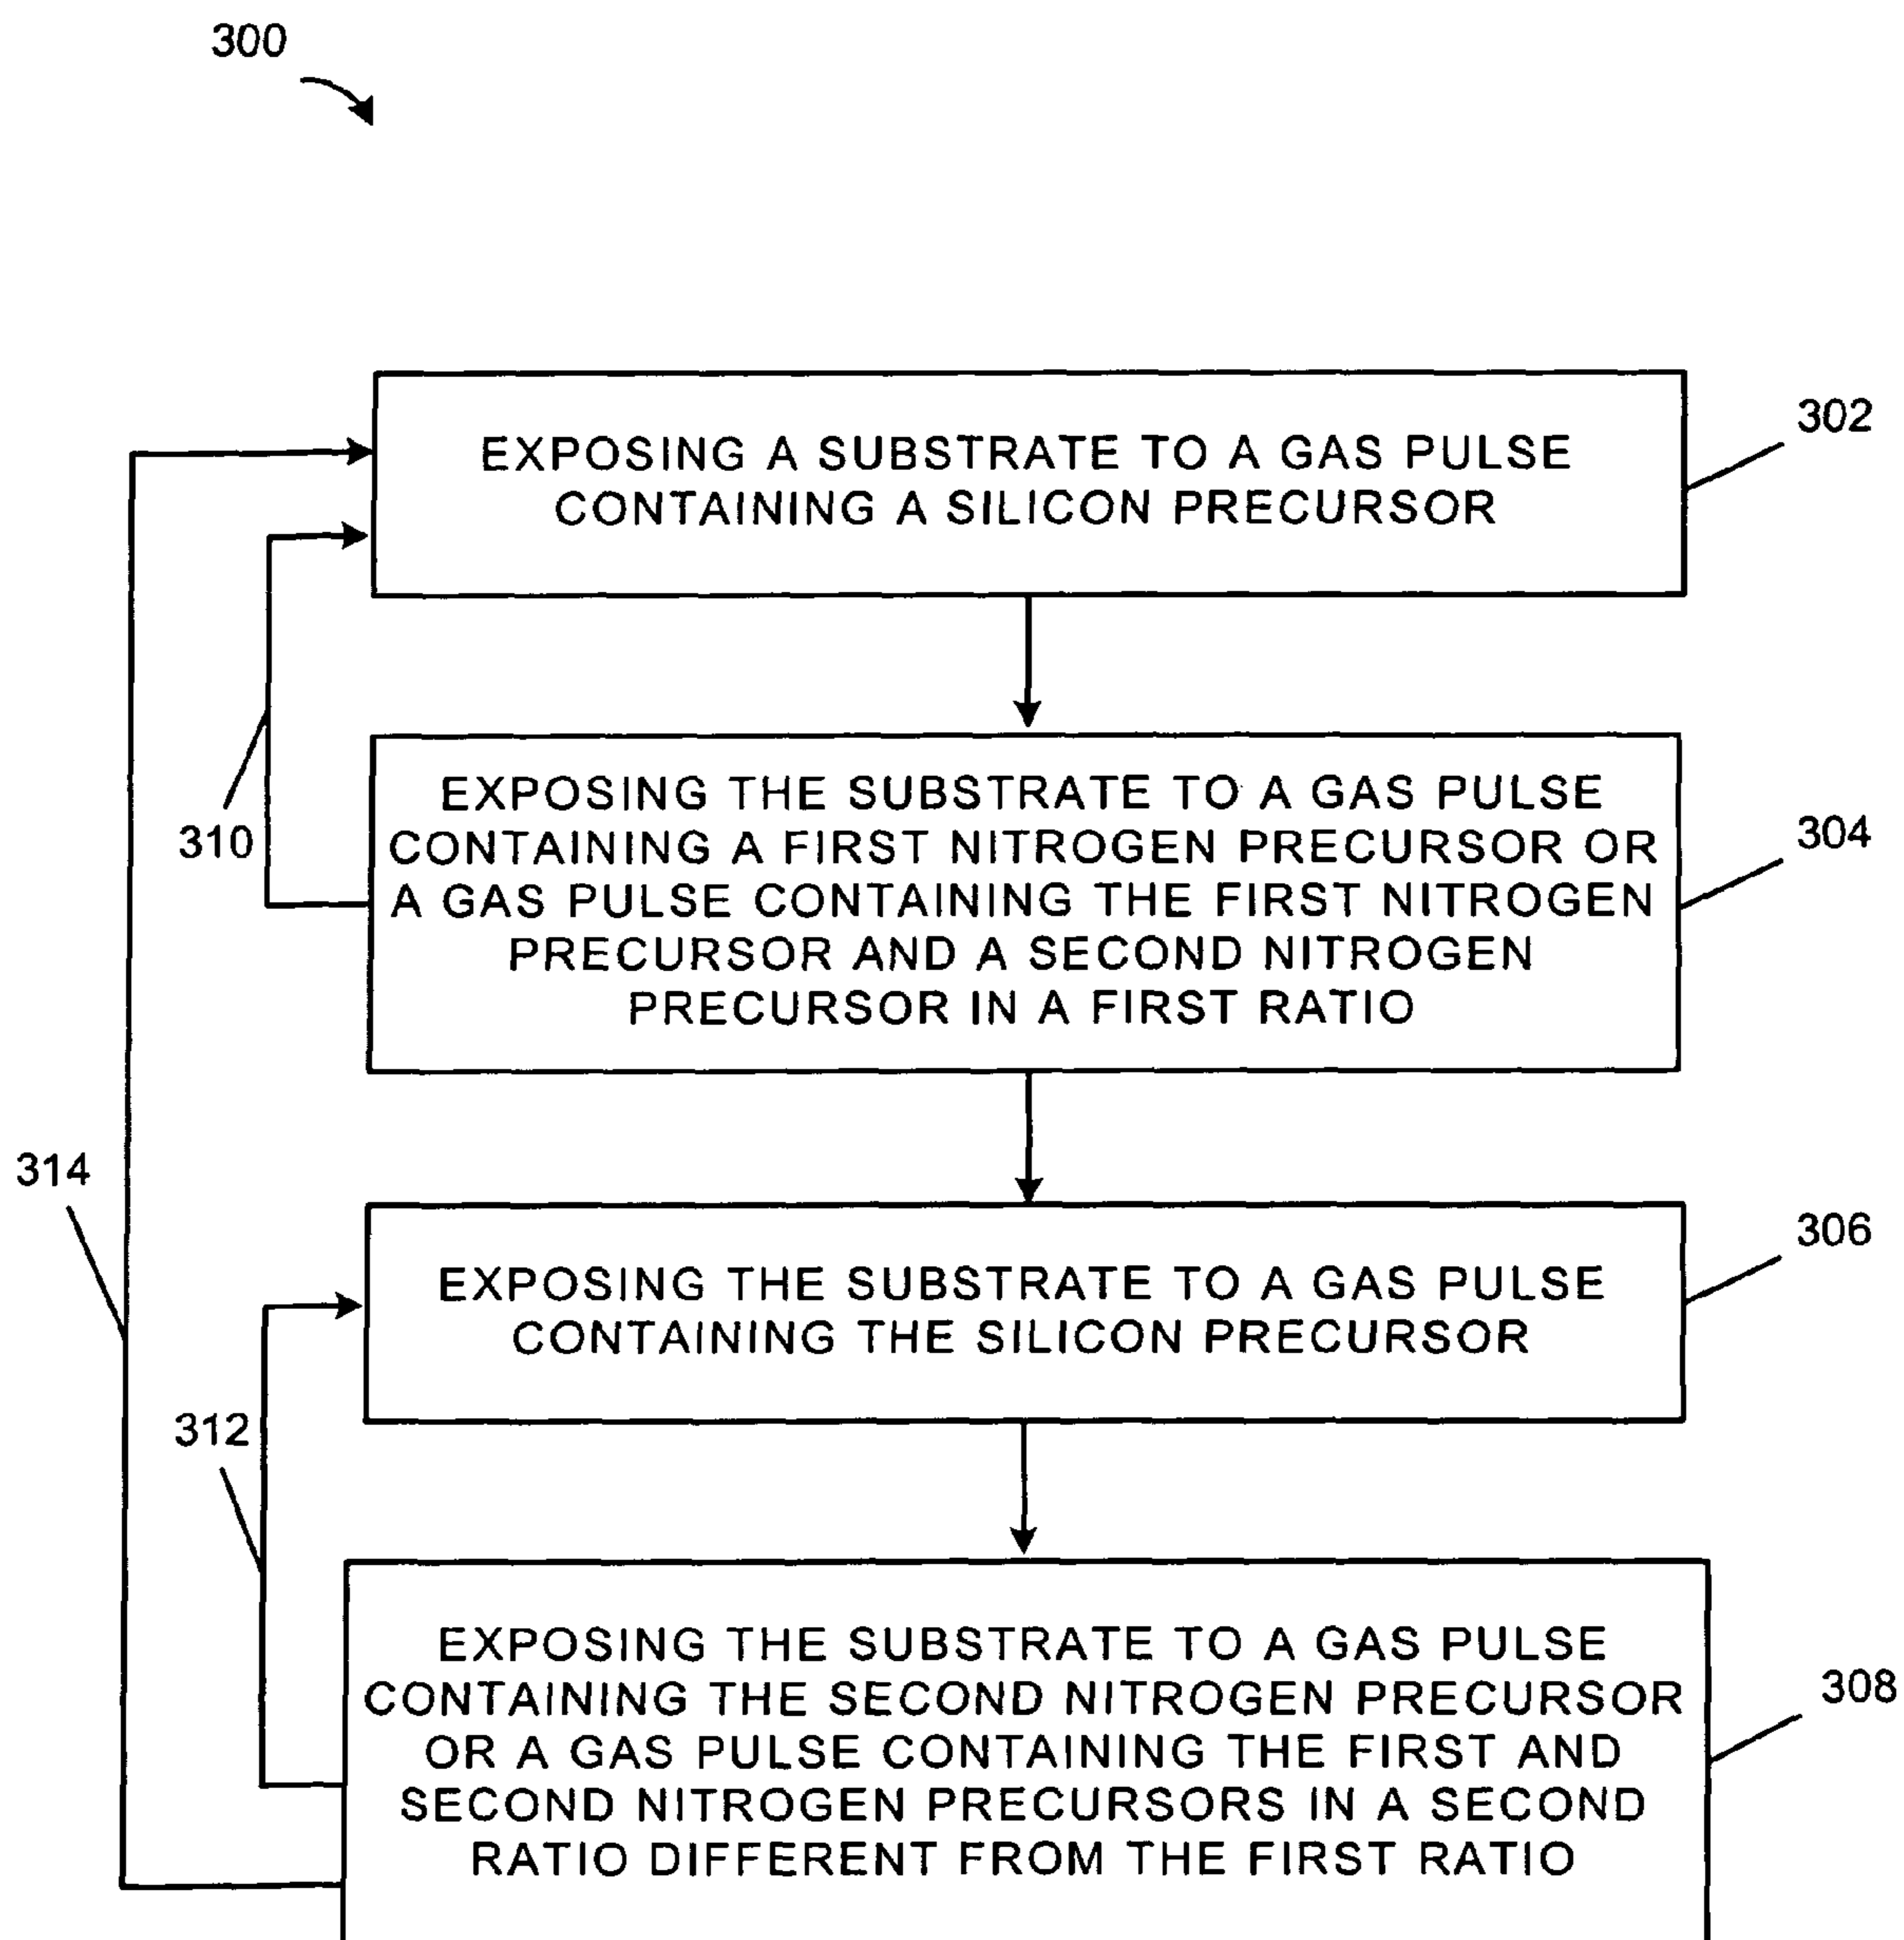 300
EXPOSING A SUBSTRATE TO A GAS PULSE
CONTAINING A SILICON PRECURSOR
302
EXPOSING THE SUBSTRATE TO A GAS PULSE
CONTAINING A FIRST NITROGEN PRECURSOR OR
A GAS PULSE CONTAINING THE FIRST NITROGEN
PRECURSOR AND A SECOND NITROGEN
PRECURSOR IN A FIRST RATIO
304
310
314
EXPOSING THE SUBSTRATE TO A GAS PULSE
CONTAINING THE SILICON PRECURSOR
306
312
EXPOSING THE SUBSTRATE TO A GAS PULSE
CONTAINING THE SECOND NITROGEN PRECURSOR
OR A GAS PULSE CONTAINING THE FIRST AND
SECOND NITROGEN PRECURSORS IN A SECOND
RATIO DIFFERENT FROM THE FIRST RATIO
308